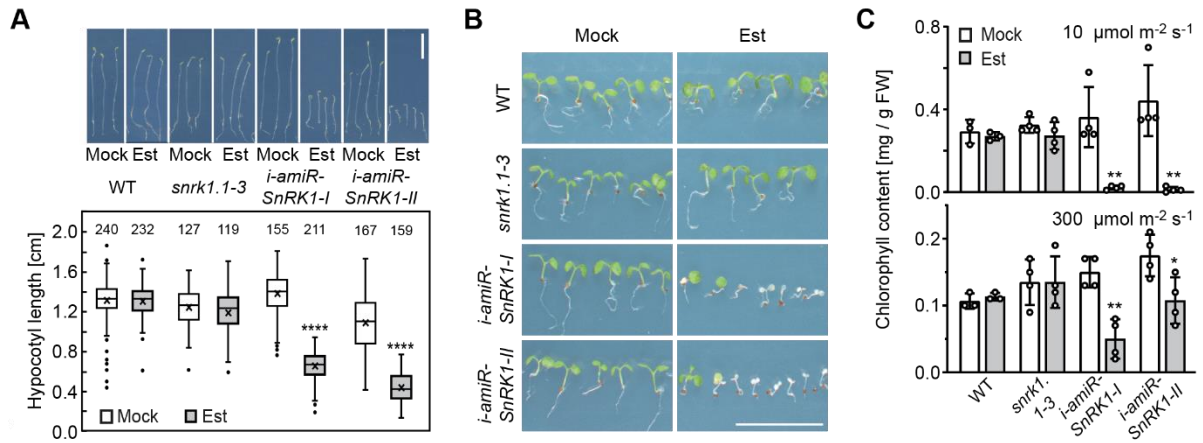 A
Mock Est Mock Est Mock Est Mock Est
WT snrk1.1-3 i-amiR- i-amiR-
SnRK1-I SnRK1-II
Hypocotyl length [cm]
2.0
1.6
1.2
0.8
0.4
0.0
240 232 127 119 155 211 167 159
**** ****
Mock Est
B
Mock Est
WT
snrk1.1-3
i-amiR-
SnRK1-I
i-amiR-
SnRK1-II
C
Mock
Est
10 µmol m-2 s-1
Chlorophyll content [mg / g FW]
0.8
0.4
0.0
** **
300 µmol m-2 s-1
0.2
0.1
0.0
** *
WT
snrk1.
1-3
i-amiR-
SnRK1-I
i-amiR-
SnRK1-II